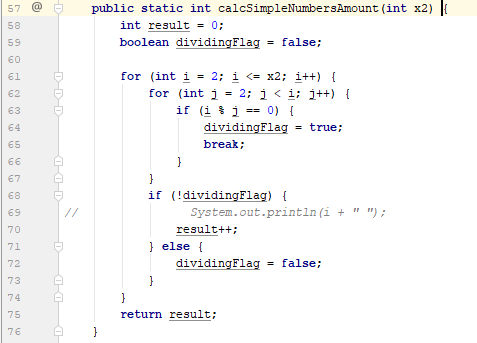 57 @ public static int calcSimpleNumbersAmount(int x2) {
58 int result = 0;
59 boolean dividingFlag = false;
60
61 for (int i = 2; i <= x2; i++) {
62 for (int j = 2; j < i; j++) {
63 if (i % j == 0) {
64 dividingFlag = true;
65 break;
66 }
67 }
68 if (!dividingFlag) {
69 // System.out.println(i + " ");
70 result++;
71 } else {
72 dividingFlag = false;
73 }
74 }
75 return result;
76 }